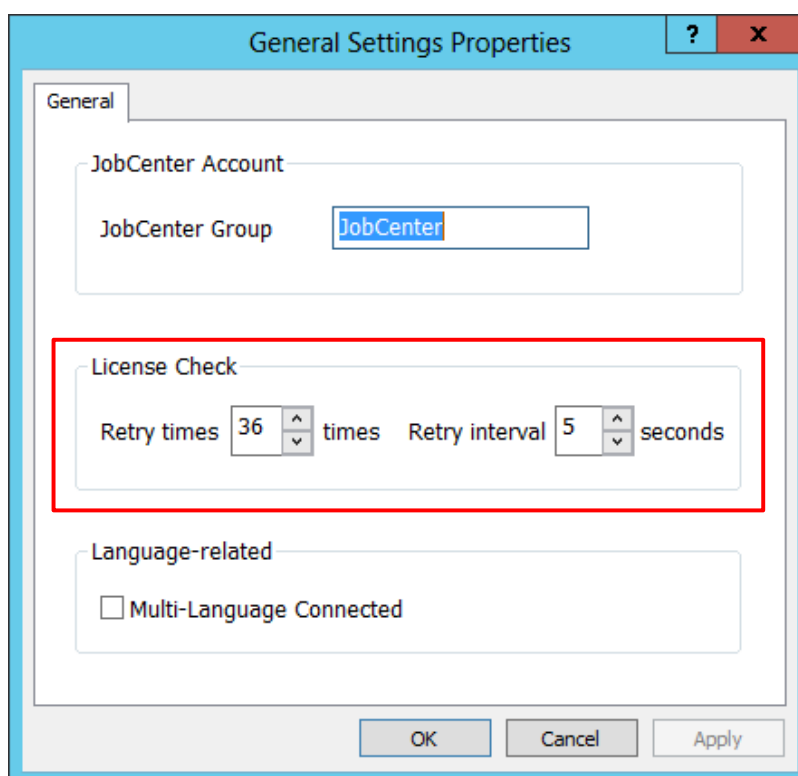 General Settings Properties ? x
General
JobCenter Account
JobCenter Group JobCenter
License Check
Retry times 36 times Retry interval 5 seconds
Language-related
Multi-Language Connected
OK Cancel Apply